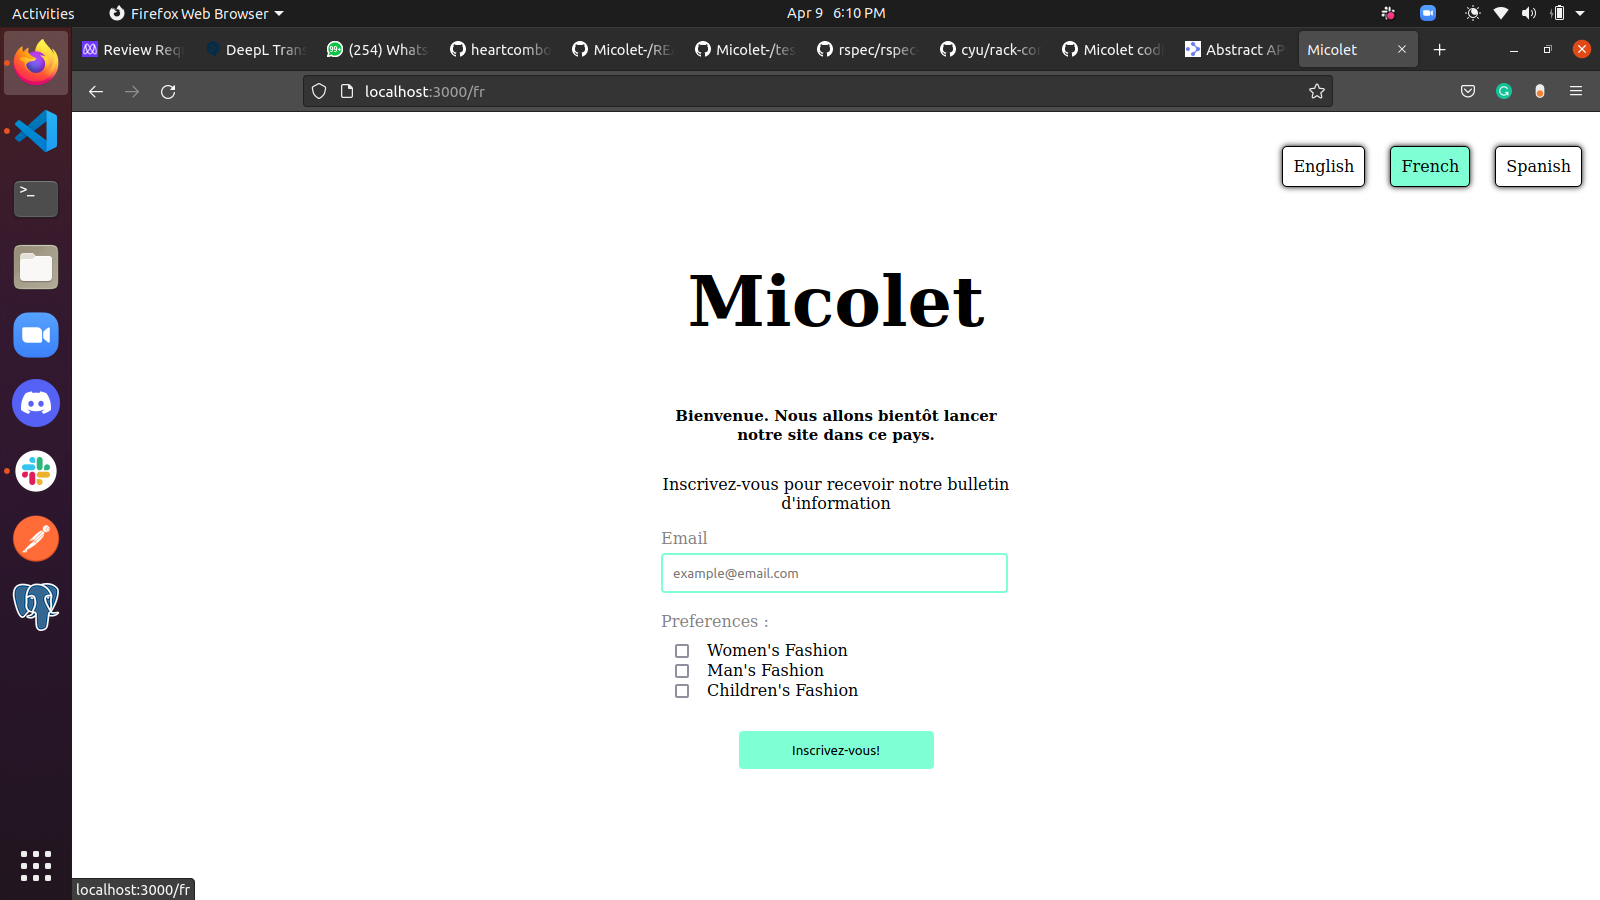 Activities Firefox Web Browser Apr 9 6:10 PM
Review Req DeepL Trans (254) Whats heartcombo Micolet-/RE Micolet-/tes rspec/rspec- cyu/rack-co Micolet cod Abstract AP Micolet
localhost:3000/fr
English French Spanish
Micolet
Bienvenue. Nous allons bientôt lancer
notre site dans ce pays.
Inscrivez-vous pour recevoir notre bulletin
d'information
Email
example@email.com
Preferences :
Women's Fashion
Man's Fashion
Children's Fashion
Inscrivez-vous!
localhost:3000/fr